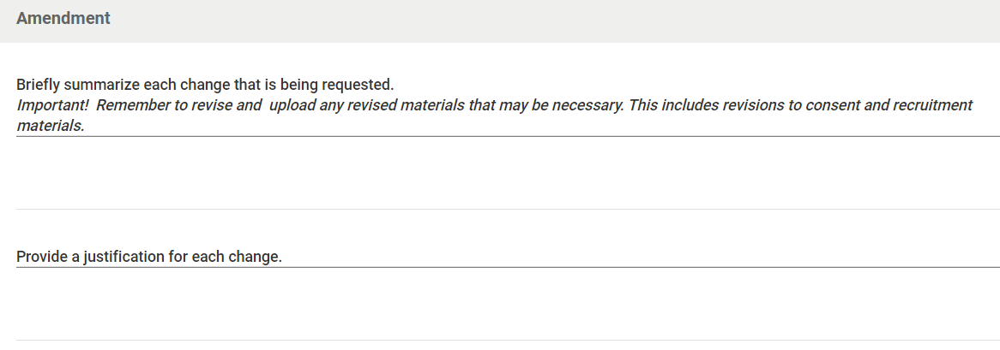 Amendment
Briefly summarize each change that is being requested.
Important!  Remember to revise and  upload any revised materials that may be necessary. This includes revisions to consent and recruitment
materials.
Provide a justification for each change.